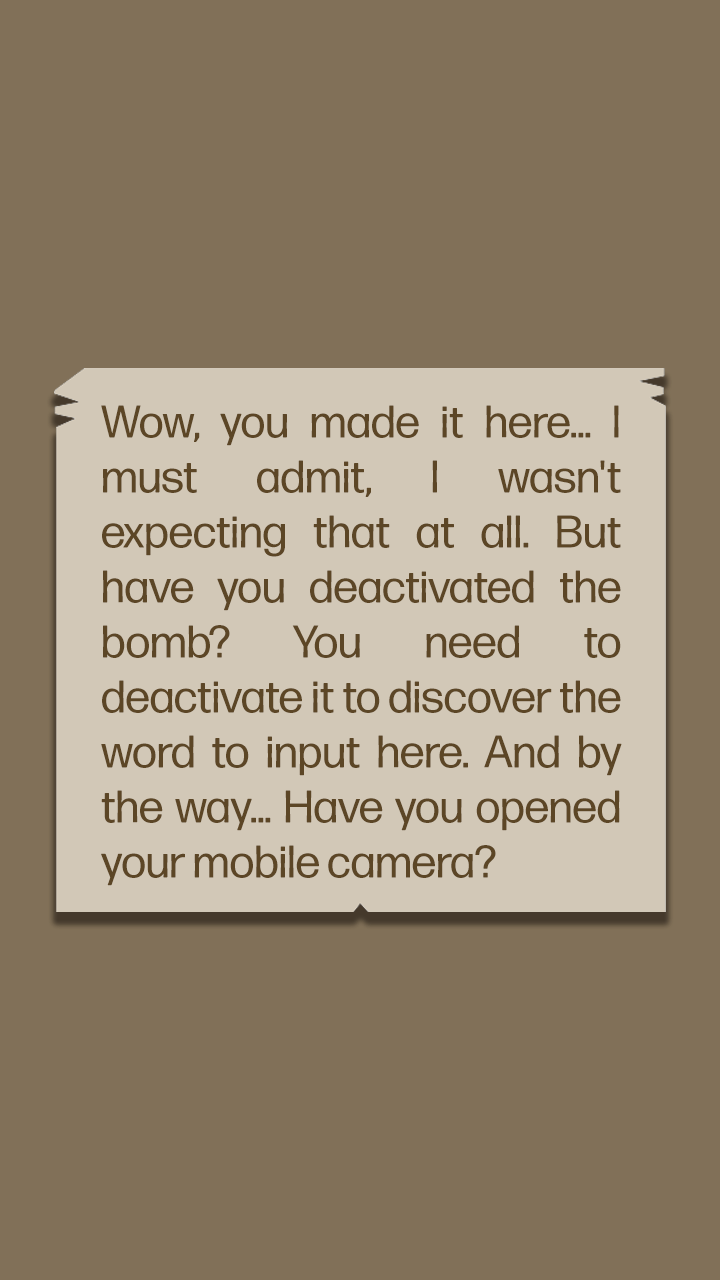 Wow, you made it here... I
must admit, I wasn't
expecting that at all. But
have you deactivated the
bomb? You need to
deactivate it to discover the
word to input here. And by
the way... Have you opened
your mobile camera?